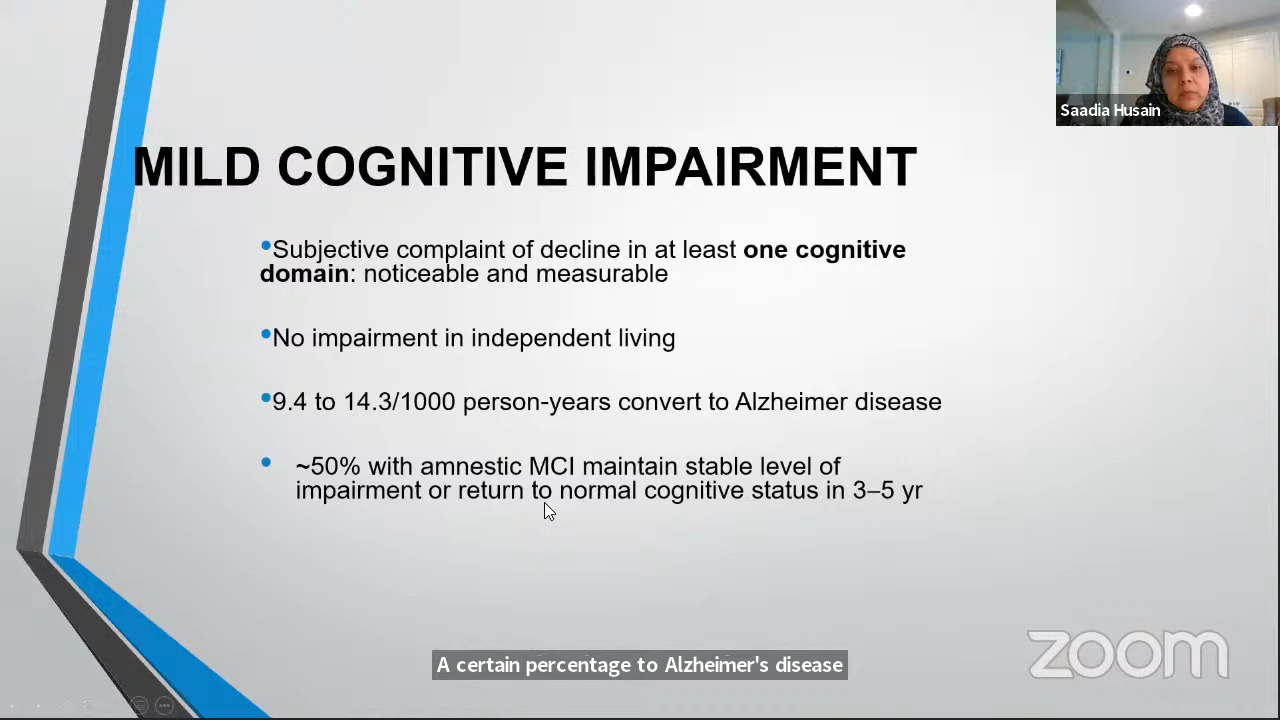 Saadia Husain
MILD COGNITIVE IMPAIRMENT
•Subjective complaint of decline in at least one cognitive
domain: noticeable and measurable
•No impairment in independent living
•9.4 to 14.3/1000 person-years convert to Alzheimer disease
• ~50% with amnestic MCI maintain stable level of
impairment or return to normal cognitive status in 3–5 yr
A certain percentage to Alzheimer's disease
zoom